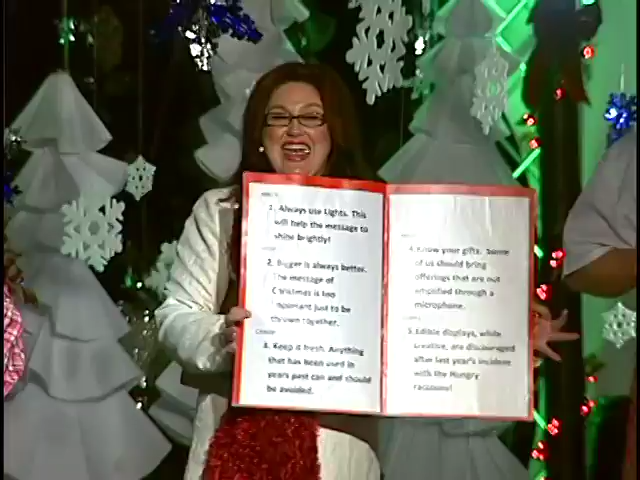 1. Always use Lights. This
will help the message to
shine brightly!
2. Bigger is always better.
The message of
Christmas is too
important just to be
thrown together.
3. Keep it fresh. Anything
that has been used in
years past can and should
be avoided.
4. Know your gifts. Some
of us should bring
offerings that are not
amplified through a
microphone.
5. Edible displays, while
creative, are discouraged
after last year's incident
with the Hungry
raccoons!